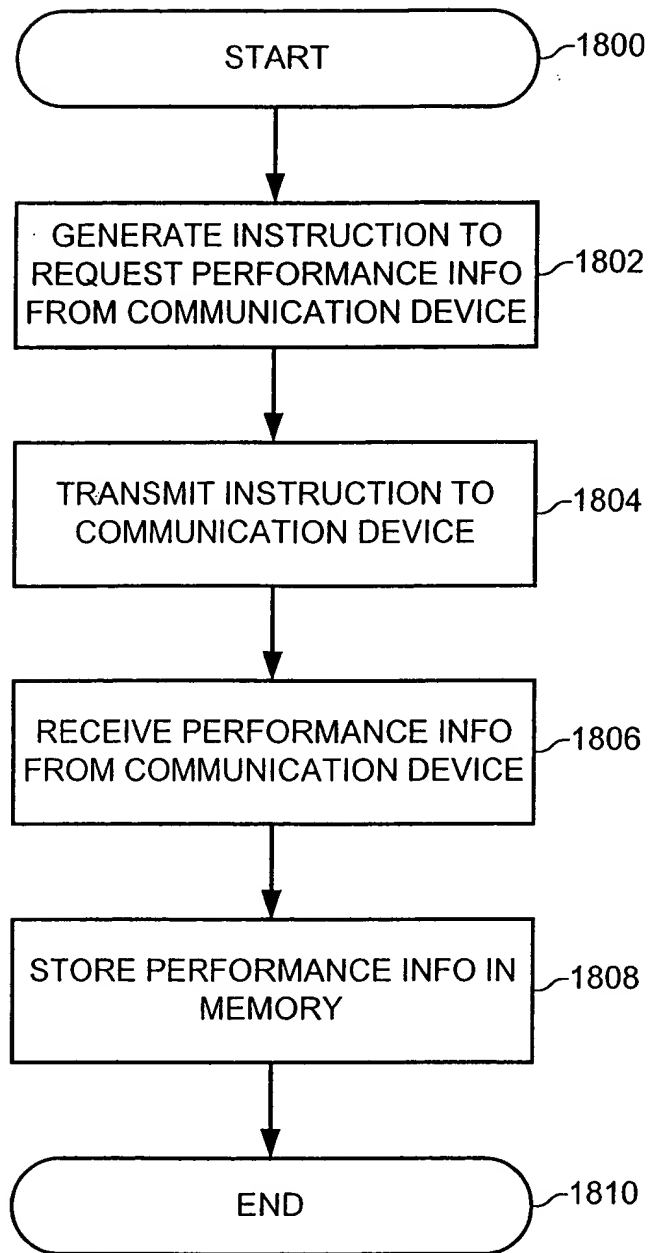 START
1800
GENERATE INSTRUCTION TO
REQUEST PERFORMANCE INFO
FROM COMMUNICATION DEVICE
1802
TRANSMIT INSTRUCTION TO
COMMUNICATION DEVICE
1804
RECEIVE PERFORMANCE INFO
FROM COMMUNICATION DEVICE
1806
STORE PERFORMANCE INFO IN
MEMORY
1808
END
1810